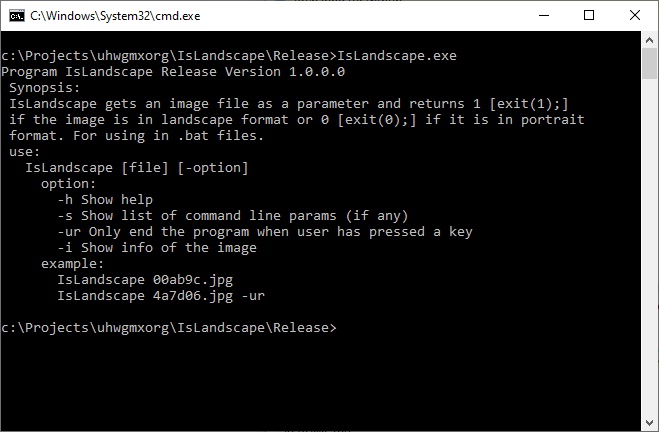 C:\Windows\System32\cmd.exe
c:\Projects\uhwgmxorg\IsLandscape\Release>IsLandscape.exe
Program IsLandscape Release Version 1.0.0.0
Synopsis:
IsLandscape gets an image file as a parameter and returns 1 [exit(1);]
if the image is in landscape format or 0 [exit(0);] if it is in portrait
format. For using in .bat files.
use:
IsLandscape [file] [-option]
option:
-h Show help
-s Show list of command line params (if any)
-ur Only end the program when user has pressed a key
-i Show info of the image
example:
IsLandscape 00ab9c.jpg
IsLandscape 4a7d06.jpg -ur
c:\Projects\uhwgmxorg\IsLandscape\Release>